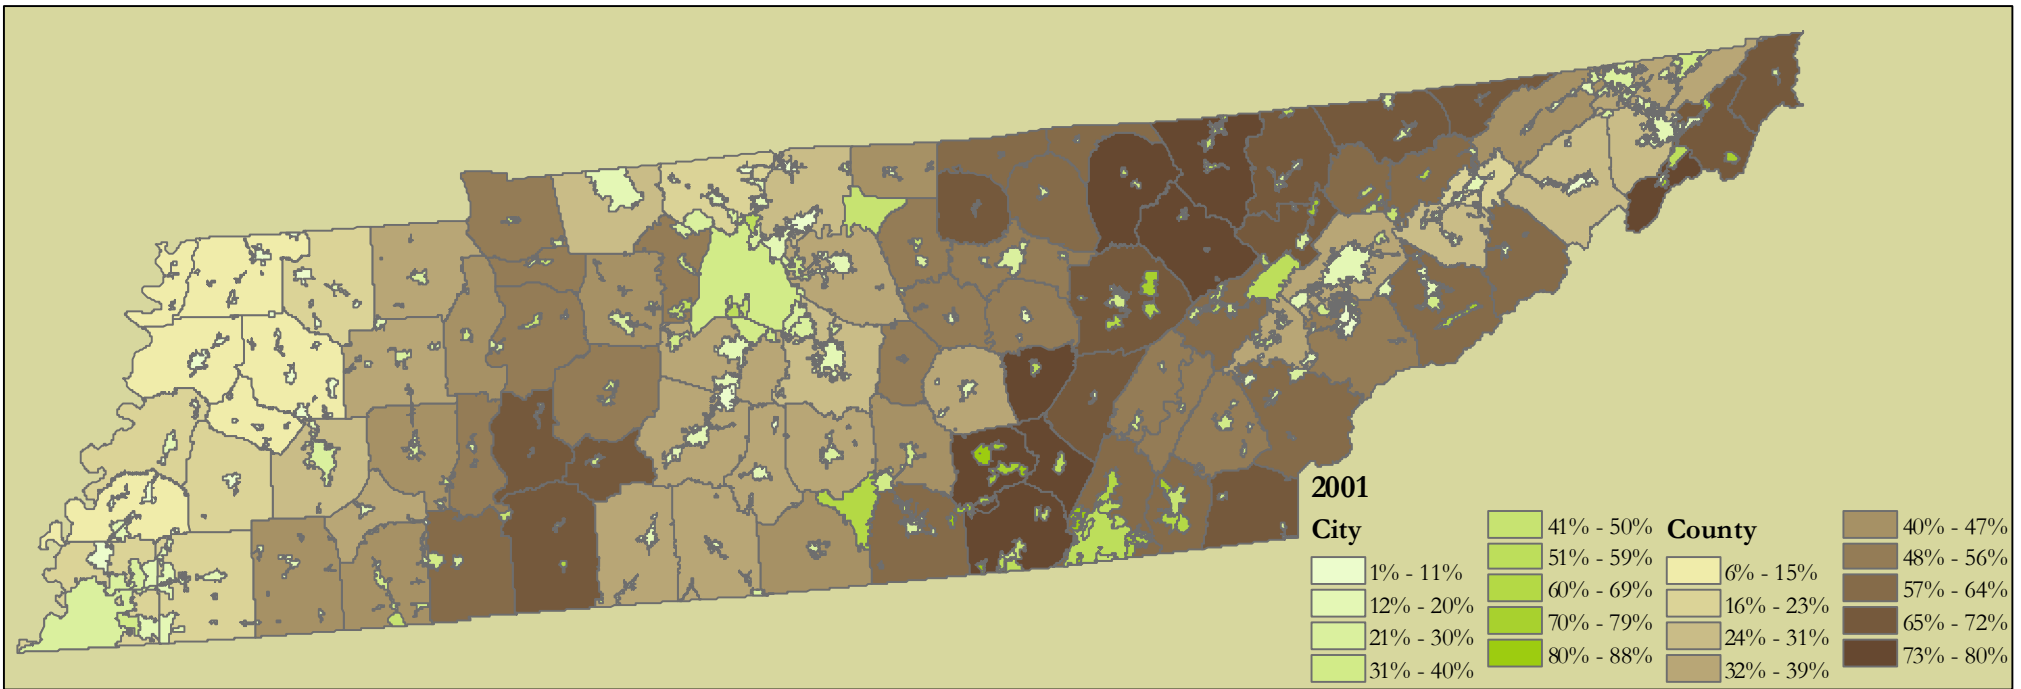 2001
City
1% - 11%
12% - 20%
21% - 30%
31% - 40%
41% - 50%
51% - 59%
60% - 69%
70% - 79%
80% - 88%
County
6% - 15%
16% - 23%
24% - 31%
32% - 39%
40% - 47%
48% - 56%
57% - 64%
65% - 72%
73% - 80%